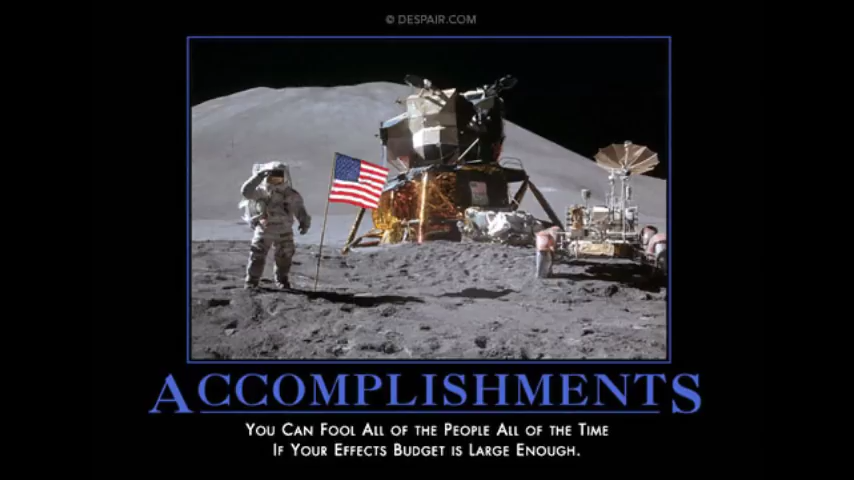 © DESPAIR.COM
ACCOMPLISHMENTS
YOU CAN FOOL ALL OF THE PEOPLE ALL OF THE TIME
IF YOUR EFFECTS BUDGET IS LARGE ENOUGH.